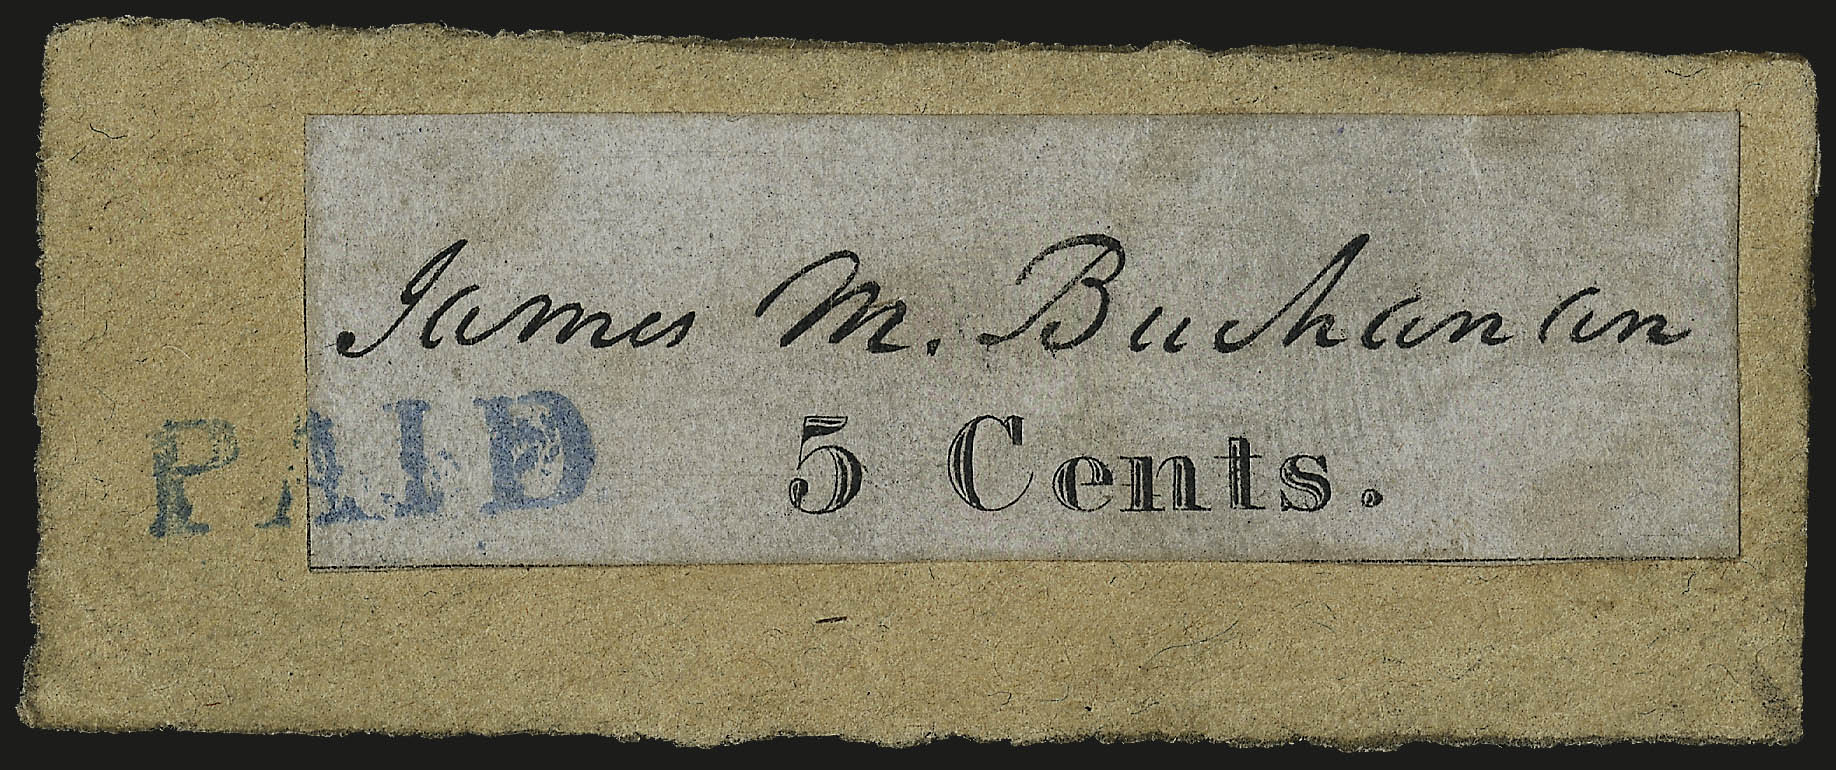 James M. Buchanan
PAID
5 Cents.